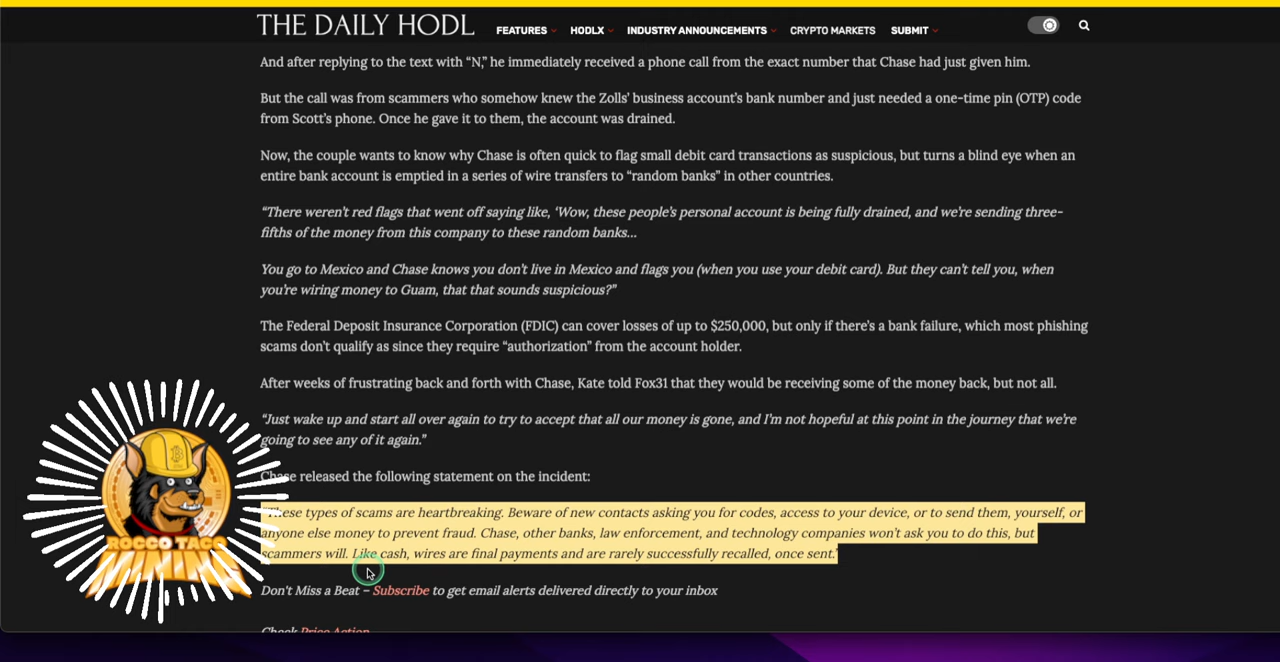 THE DAILY HODL
FEATURES HODLX INDUSTRY ANNOUNCEMENTS CRYPTO MARKETS SUBMIT
And after replying to the text with “N,” he immediately received a phone call from the exact number that Chase had just given him.
But the call was from scammers who somehow knew the Zolls’ business account’s bank number and just needed a one-time pin (OTP) code
from Scott’s phone. Once he gave it to them, the account was drained.
Now, the couple wants to know why Chase is often quick to flag small debit card transactions as suspicious, but turns a blind eye when an
entire bank account is emptied in a series of wire transfers to “random banks” in other countries.
“There weren’t red flags that went off saying like, ‘Wow, these people’s personal account is being fully drained, and we’re sending three-
fifths of the money from this company to these random banks…
You go to Mexico and Chase knows you don’t live in Mexico and flags you (when you use your debit card). But they can’t tell you, when
you’re wiring money to Guam, that that sounds suspicious?”
The Federal Deposit Insurance Corporation (FDIC) can cover losses of up to $250,000, but only if there’s a bank failure, which most phishing
scams don’t qualify as since they require “authorization” from the account holder.
After weeks of frustrating back and forth with Chase, Kate told Fox31 that they would be receiving some of the money back, but not all.
“Just wake up and start all over again to try to accept that all our money is gone, and I’m not hopeful at this point in the journey that we’re
going to see any of it again.”
Chase released the following statement on the incident:
“These types of scams are heartbreaking. Beware of new contacts asking you for codes, access to your device, or to send them, yourself, or
anyone else money to prevent fraud. Chase, other banks, law enforcement, and technology companies won’t ask you to do this, but
scammers will. Like cash, wires are final payments and are rarely successfully recalled, once sent.”
ROCCO TACO
MINING
Don't Miss a Beat – Subscribe to get email alerts delivered directly to your inbox
Check Price Action